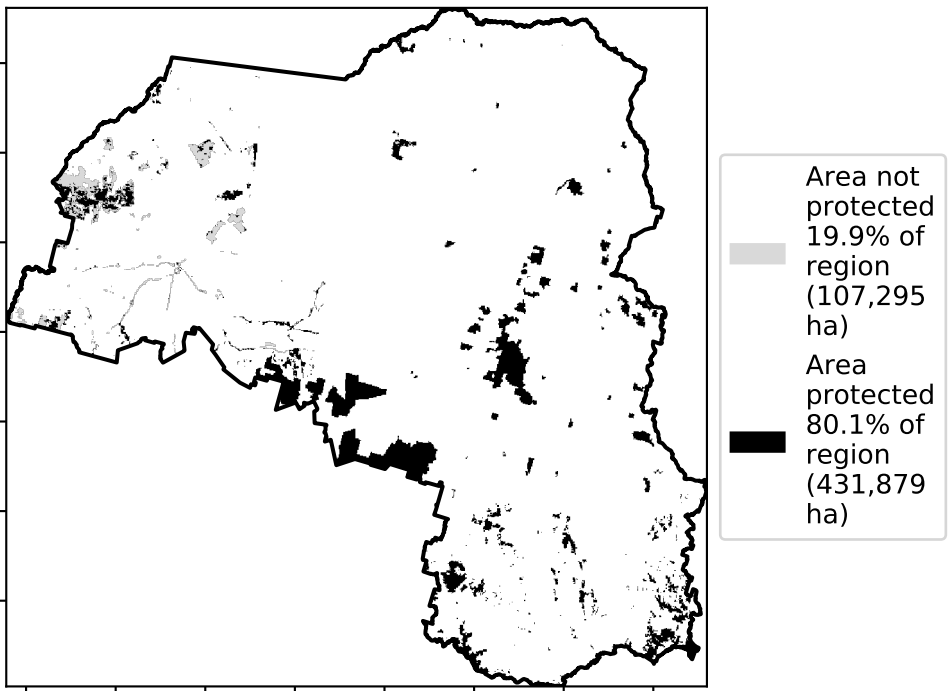 Area not
protected
19.9% of
region
(107,295
ha)
Area
protected
80.1% of
region
(431,879
ha)